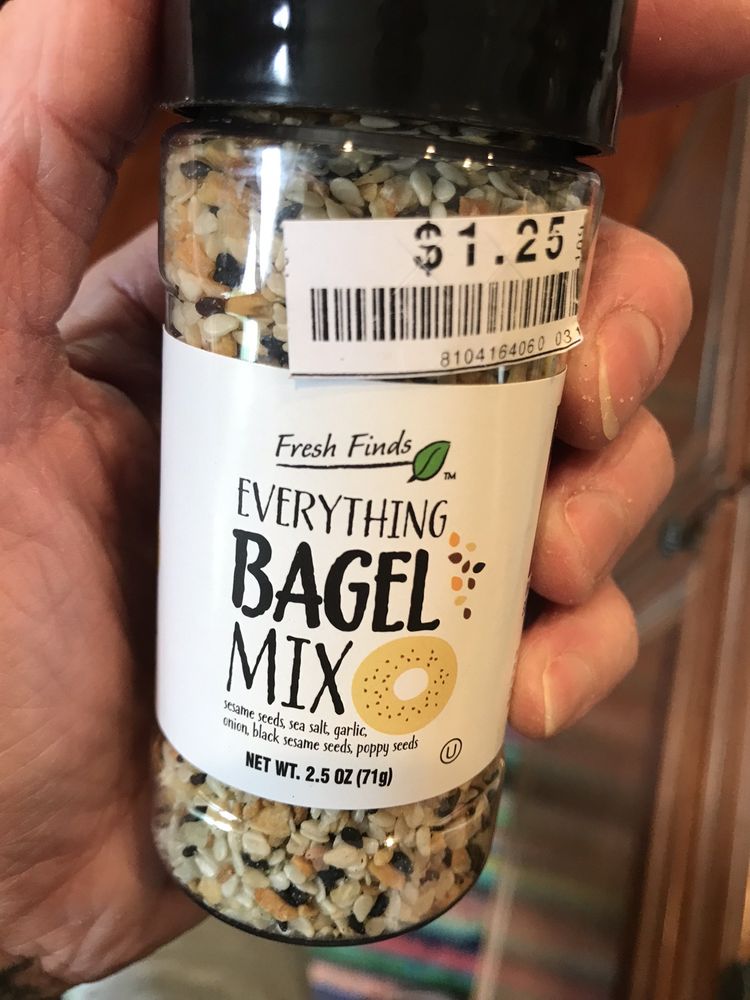 $1.25
8104164060 03
Fresh Finds
TM
EVERYTHING
BAGEL
MIX
sesame seeds, sea salt, garlic,
onion, black sesame seeds, poppy seeds
U
NET WT. 2.5 OZ (71g)